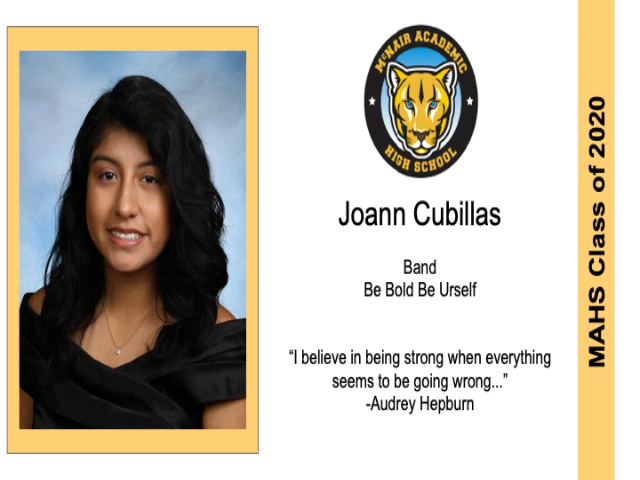 McNAIR ACADEMIC
HIGH SCHOOL
Joann Cubillas
Band
Be Bold Be Urself
“I believe in being strong when everything
seems to be going wrong...”
-Audrey Hepburn
MAHS Class of 2020